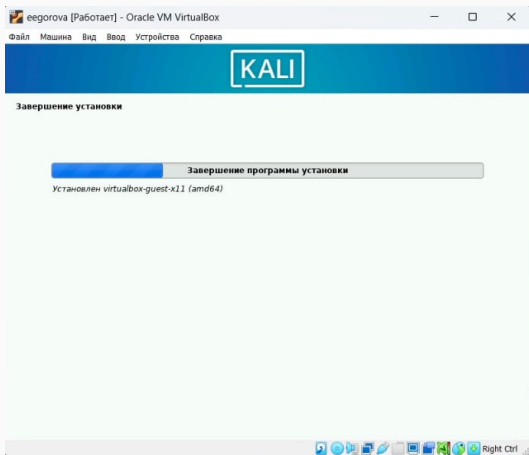 eegorova [Работает] - Oracle VM VirtualBox
Файл Машина Вид Ввод Устройства Справка
KALI
Завершение установки
Завершение программы установки
Установлен virtualbox-guest-x11 (amd64)
Right Ctrl